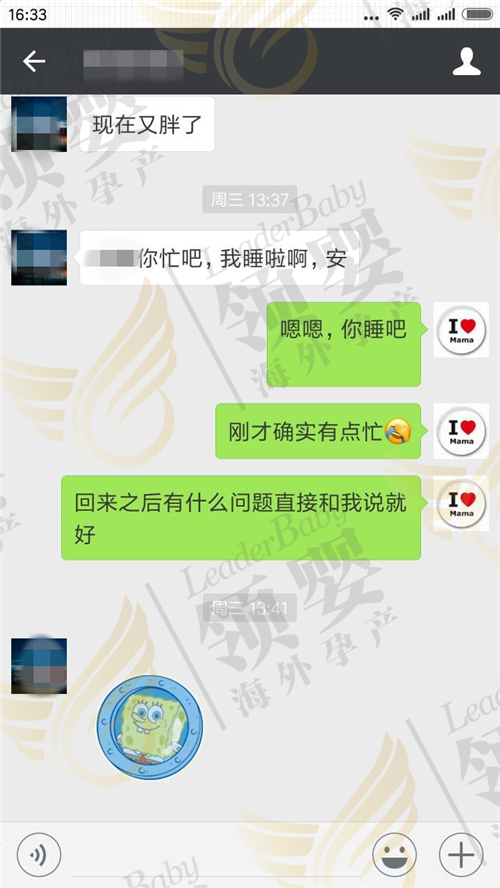 16:33
现在又胖了
周三 13:37
你忙吧，我睡啦啊，安
嗯嗯，你睡吧
I
Mama
刚才确实有点忙
I
Mama
回来之后有什么问题直接和我说就
好
I
Mama
周三 13:41
LeaderBaby
领婴
海外孕产